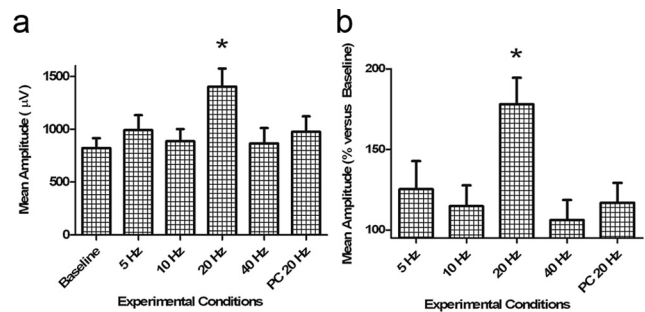 a
*
Mean Amplitude ( µV)
1500
1000
500
0
Baseline
5 Hz
10 Hz
20 Hz
40 Hz
PC 20 Hz
Experimental Conditions
b
*
Mean Amplitude (% versus Baseline)
200
150
100
5 Hz
10 Hz
20 Hz
40 Hz
PC 20 Hz
Experimental Conditions